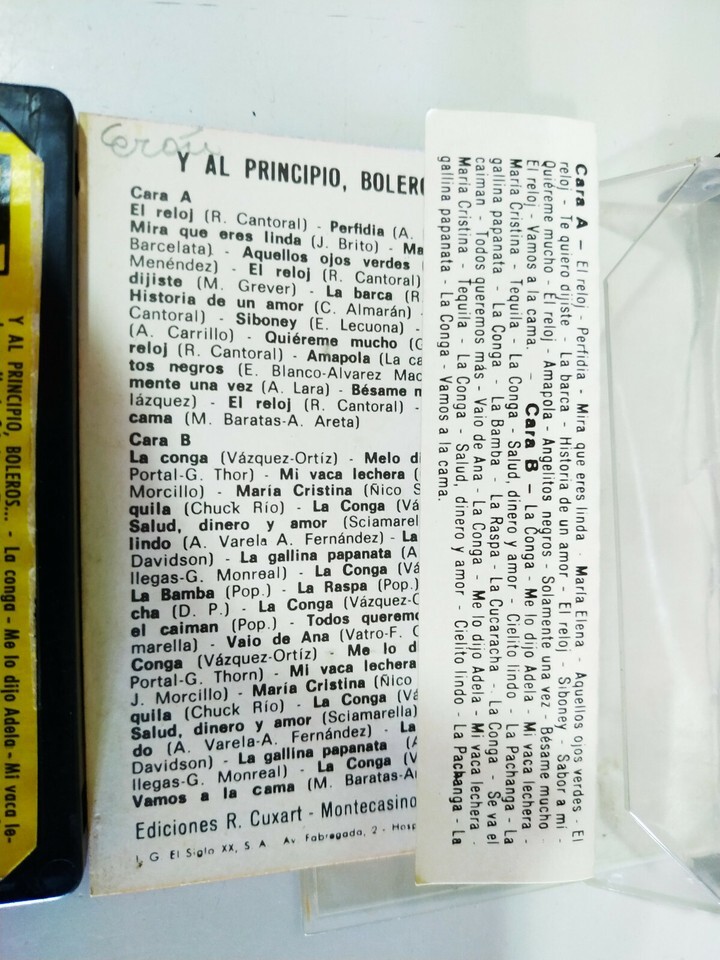 Y AL PRINCIPIO, BOLERO
Cara A
El reloj (R. Cantoral) - Perfidia (A.
Mira que eres linda (J. Brito) - Ma
Barcelata) - Aquellos ojos verdes (
Menéndez) - El reloj (R. Cantoral)
dijiste (M. Grever) - La barca (R.
Historia de un amor (C. Almarán) -
Cantoral) - Siboney (E. Lecuona) -
(A. Carrillo) - Quiéreme mucho (G
reloj (R. Cantoral) - Amapola (La ca
tos negros (E. Blanco-Alvarez Mac
mente una vez (A. Lara) - Bésame m
lázquez) - El reloj (R. Cantoral) -
cama (M. Baratas-A. Areta)
Cara B
La conga (Vázquez-Ortíz) - Melo di
Portal-G. Thor) - Mi vaca lechera (
Morcillo) - María Cristina (Ñico S
quila (Chuck Río) - La Conga (Vá
Salud, dinero y amor (Sciamarel
lindo (A. Varela A. Fernández) - La
Davidson) - La gallina papanata (A
llegas-G. Monreal) - La Conga (Vá
La Bamba (Pop.) - La Raspa (Pop.)
cha (D. P.) - La Conga (Vázquez-O
el caiman (Pop.) - Todos queremo
marella) - Vaio de Ana (Vatro-F. C
Conga (Vázquez-Ortíz) - Me lo d
Portal-G. Thorn) - Mi vaca lechera
J. Morcillo) - María Cristina (Ñico
quila (Chuck Río) - La Conga (Vá
Salud, dinero y amor (Sciamarella)
do (A. Varela-A. Fernández) - La
Davidson) - La gallina papanata (A
llegas-G. Monreal) - La Conga (V
Vamos a la cama (M. Baratas-A
Ediciones R. Cuxart - Montecasino
I. G. El Siglo XX, S. A. Av. Fabregada, 2 - Hosp
Cara A – El reloj - Perfidia - Mira que eres linda - María Elena - Aquellos ojos verdes - El
reloj - Te quiero dijiste - La barca - Historia de un amor - El reloj - Siboney - Sabor a mi -
Quiéreme mucho - El reloj - Amapola - Angelitos negros - Solamente una vez - Bésame mucho
El reloj - Vamos a la cama. – Cara B – La Conga - Me lo dijo Adela - Mi vaca lechera -
María Cristina - Tequila - La Conga - Salud, dinero y amor - Cielito lindo - La Pachanga - La
gallina papanata - La Conga - La Bamba - La Raspa - La Cucaracha - La Conga - Se va el
caiman - Todos queremos más - Vaio de Ana - La Conga - Me lo dijo Adela - Mi vaca lechera -
María Cristina - Tequila - La Conga - Salud, dinero y amor - Cielito lindo - La Pachanga - La
gallina papanata - La Conga - Vamos a la cama.
Y AL PRINCIPIO, BOLEROS... - La conga - Me lo dijo Adela - Mi vaca le-